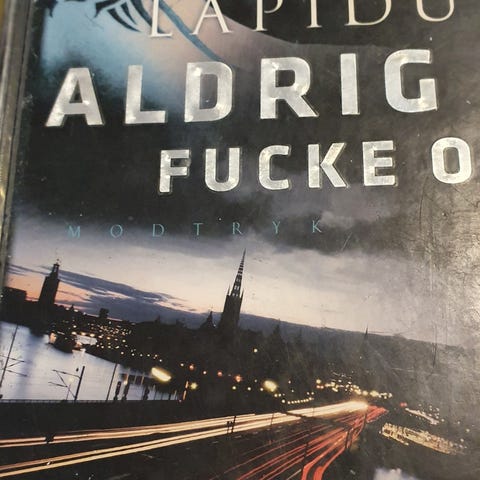 LAPIDU
ALDRIG
FUCKE O
MODTRYK